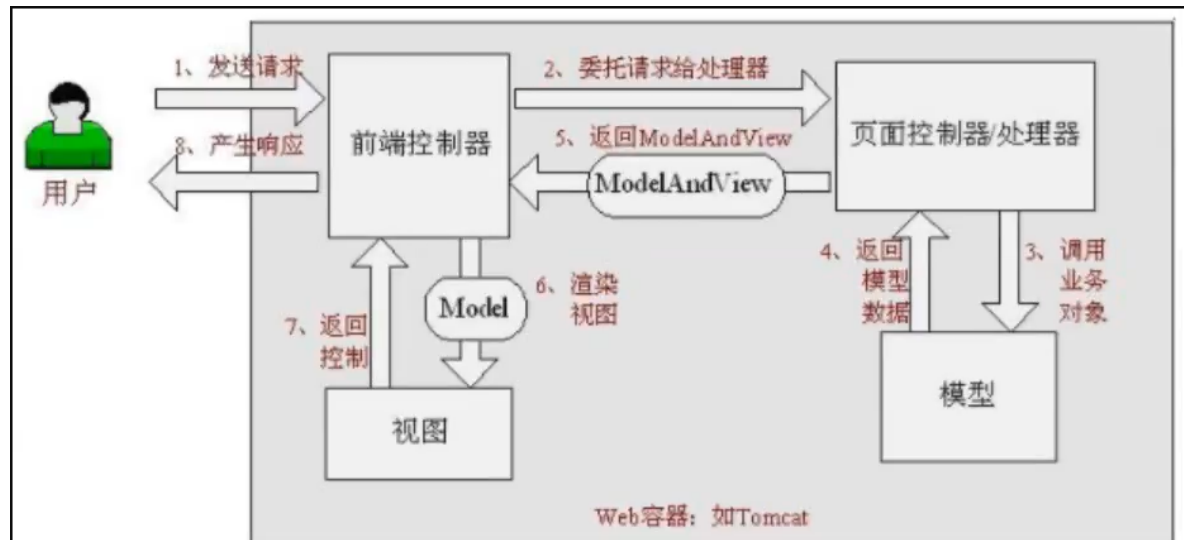 1、发送请求
2、委托请求给处理器
8、产生响应
前端控制器
5、返回ModelAndView
ModelAndView
页面控制器/处理器
用户
4、返回
模型
数据
3、调用
业务
对象
6、渲染
视图
Model
7、返回
控制
视图
模型
Web容器：如Tomcat